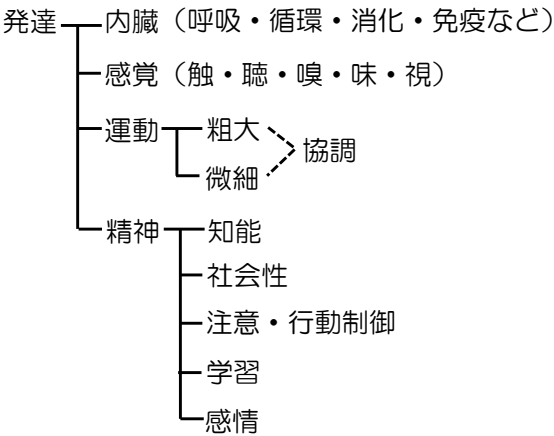 発達 内臓（呼吸・循環・消化・免疫など）
感覚（触・聴・嗅・味・視）
運動 粗大
協調
微細
精神 知能
社会性
注意・行動制御
学習
感情